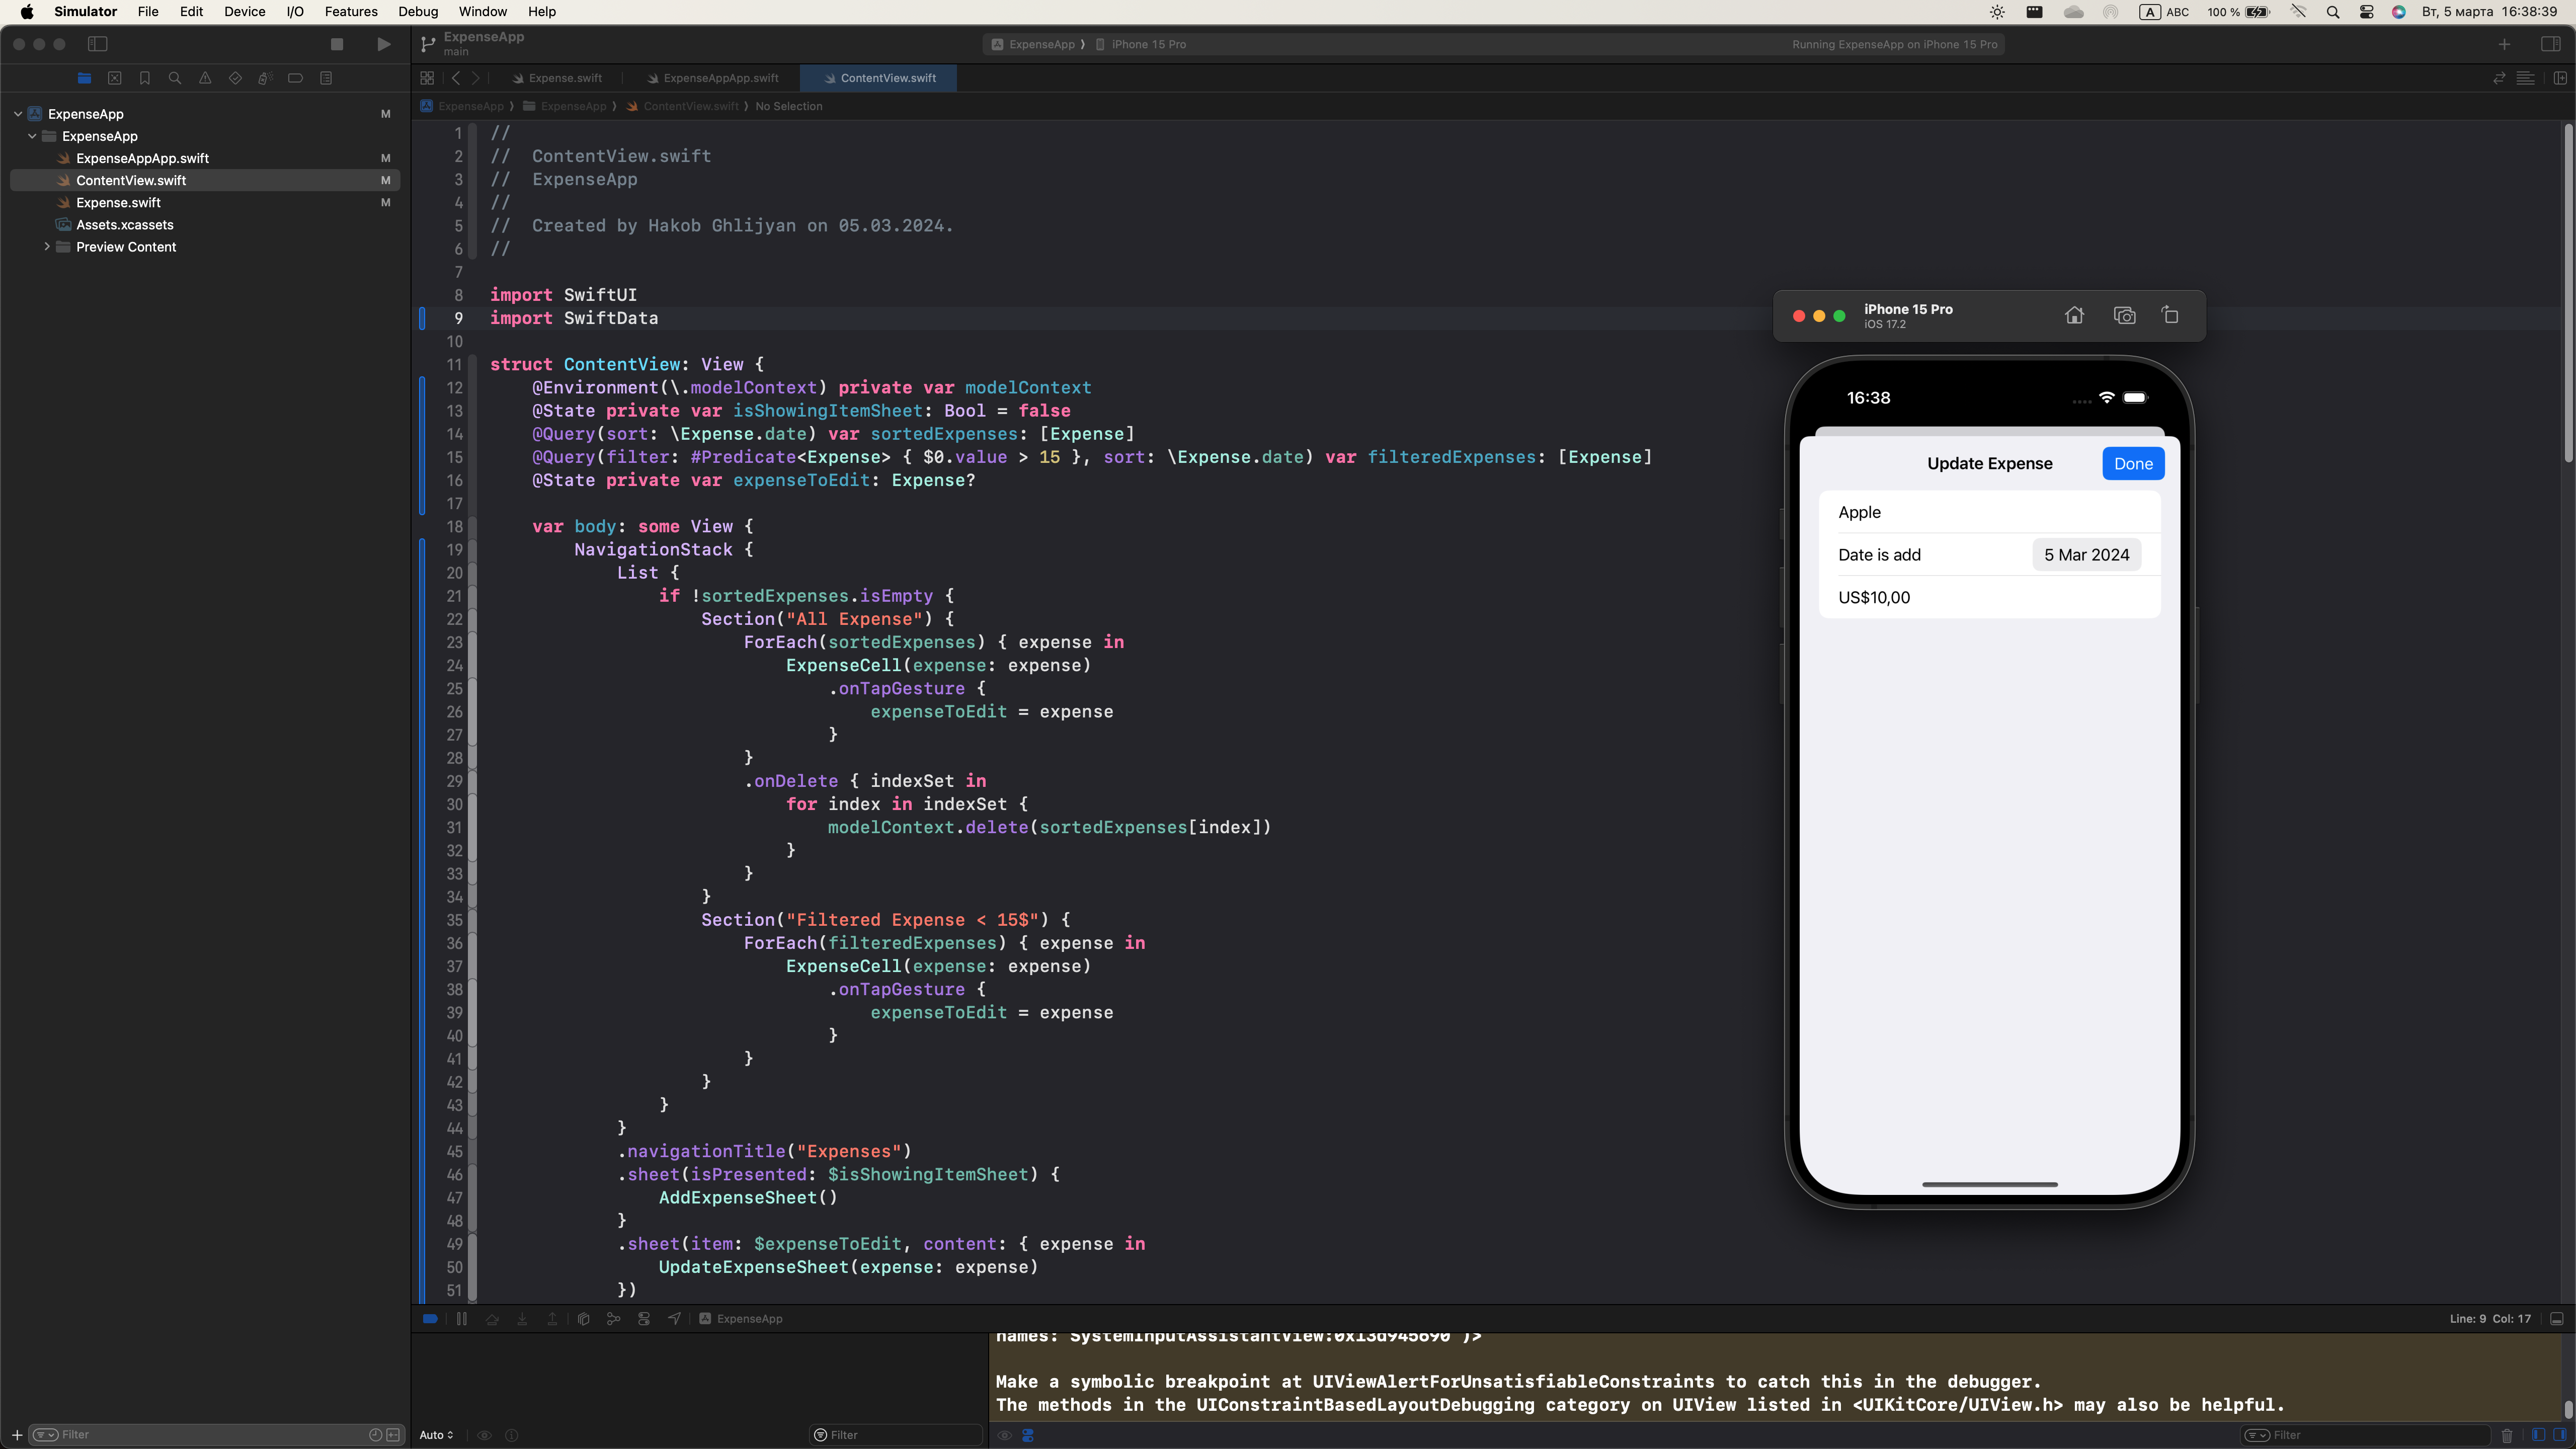 Simulator File Edit Device I/O Features Debug Window Help
A ABC 100 % Вт, 5 марта 16:38:39
ExpenseApp
main
ExpenseApp iPhone 15 Pro
Running ExpenseApp on iPhone 15 Pro
Expense.swift ExpenseAppApp.swift ContentView.swift
ExpenseApp ExpenseApp ContentView.swift No Selection
ExpenseApp M
ExpenseApp
ExpenseAppApp.swift M
ContentView.swift M
Expense.swift M
Assets.xcassets
Preview Content
1 //
2 //  ContentView.swift
3 //  ExpenseApp
4 //
5 //  Created by Hakob Ghlijyan on 05.03.2024.
6 //
7
8 import SwiftUI
9 import SwiftData
10
11 struct ContentView: View {
12     @Environment(\.modelContext) private var modelContext
13     @State private var isShowingItemSheet: Bool = false
14     @Query(sort: \Expense.date) var sortedExpenses: [Expense]
15     @Query(filter: #Predicate<Expense> { $0.value > 15 }, sort: \Expense.date) var filteredExpenses: [Expense]
16     @State private var expenseToEdit: Expense?
17
18     var body: some View {
19         NavigationStack {
20             List {
21                 if !sortedExpenses.isEmpty {
22                     Section("All Expense") {
23                         ForEach(sortedExpenses) { expense in
24                             ExpenseCell(expense: expense)
25                                 .onTapGesture {
26                                     expenseToEdit = expense
27                                 }
28                         }
29                         .onDelete { indexSet in
30                             for index in indexSet {
31                                 modelContext.delete(sortedExpenses[index])
32                             }
33                         }
34                     }
35                     Section("Filtered Expense < 15$") {
36                         ForEach(filteredExpenses) { expense in
37                             ExpenseCell(expense: expense)
38                                 .onTapGesture {
39                                     expenseToEdit = expense
40                                 }
41                         }
42                     }
43                 }
44             }
45             .navigationTitle("Expenses")
46             .sheet(isPresented: $isShowingItemSheet) {
47                 AddExpenseSheet()
48             }
49             .sheet(item: $expenseToEdit, content: { expense in
50                 UpdateExpenseSheet(expense: expense)
51             })
iPhone 15 Pro
iOS 17.2
16:38
Update Expense Done
Apple
Date is add 5 Mar 2024
US$10,00
ExpenseApp
Line: 9 Col: 17
names: SystemInputAssistantView:0x13d945690 )>
Make a symbolic breakpoint at UIViewAlertForUnsatisfiableConstraints to catch this in the debugger.
The methods in the UIConstraintBasedLayoutDebugging category on UIView listed in <UIKitCore/UIView.h> may also be helpful.
Filter
Auto
Filter
Filter